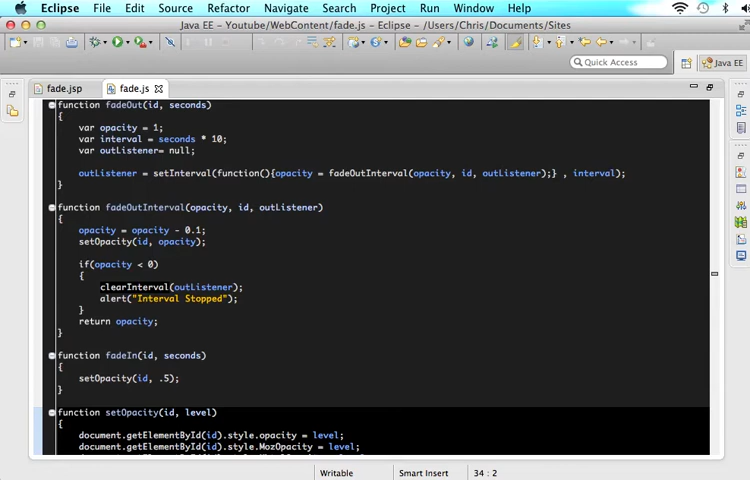 Eclipse File Edit Source Refactor Navigate Search Project Run Window Help
Java EE - Youtube/WebContent/fade.js - Eclipse - /Users/Chris/Documents/Sites
Quick Access
Java EE
fade.jsp
fade.js
function fadeOut(id, seconds)
{
var opacity = 1;
var interval = seconds * 10;
var outListener= null;
outListener = setInterval(function(){opacity = fadeOutInterval(opacity, id, outListener);} , interval);
}
function fadeOutInterval(opacity, id, outListener)
{
opacity = opacity - 0.1;
setOpacity(id, opacity);
if(opacity < 0)
{
clearInterval(outListener);
alert("Interval Stopped");
}
return opacity;
}
function fadeIn(id, seconds)
{
setOpacity(id, .5);
}
function setOpacity(id, level)
{
document.getElementById(id).style.opacity = level;
document.getElementById(id).style.MozOpacity = level;
Writable
Smart Insert
34 : 2